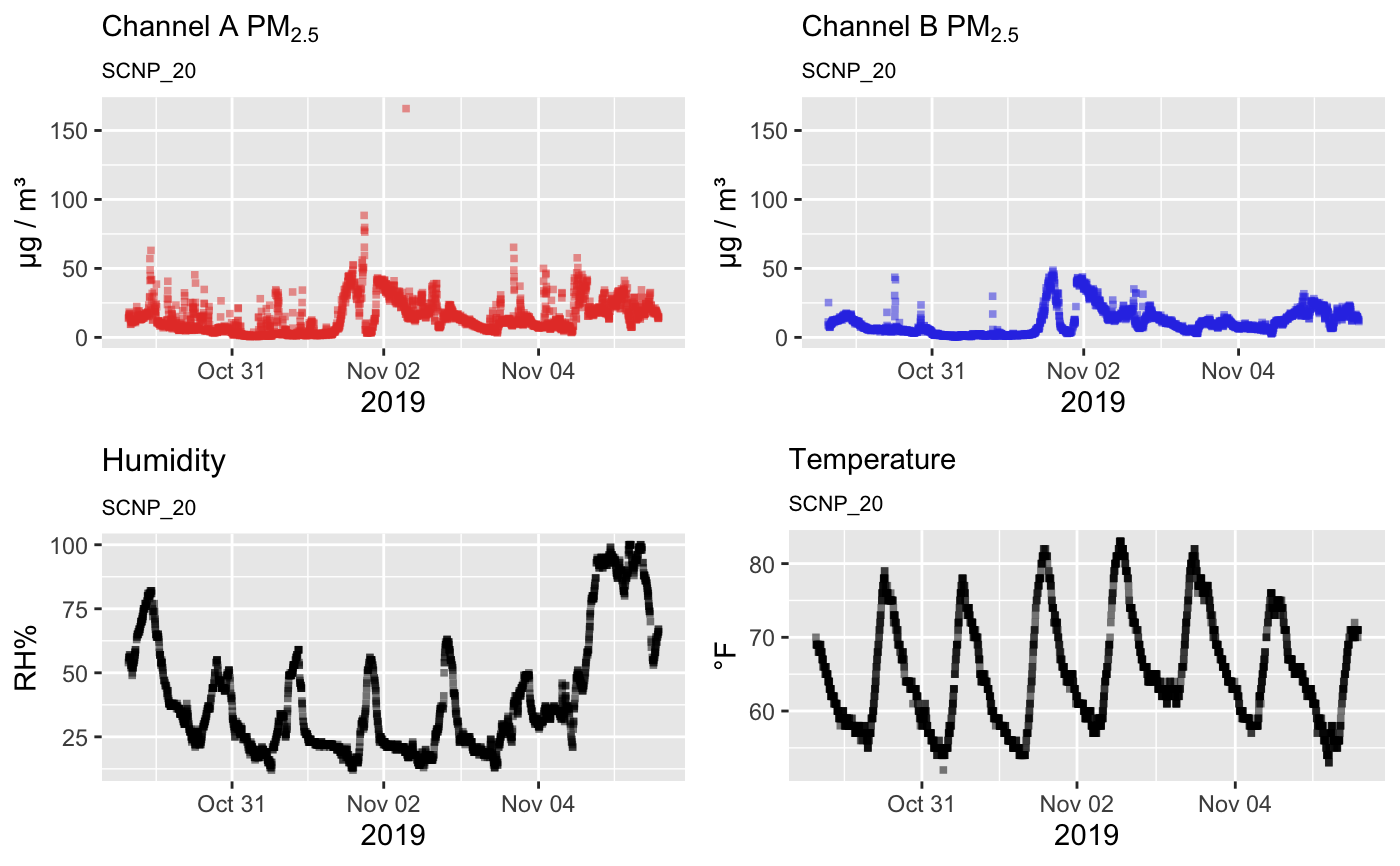 Channel A PM2.5
SCNP_20
150
100
50
0
µg / m³
Oct 31 Nov 02 Nov 04
2019
Channel B PM2.5
SCNP_20
150
100
50
0
µg / m³
Oct 31 Nov 02 Nov 04
2019
Humidity
SCNP_20
100
75
50
25
RH%
Oct 31 Nov 02 Nov 04
2019
Temperature
SCNP_20
80
70
60
°F
Oct 31 Nov 02 Nov 04
2019